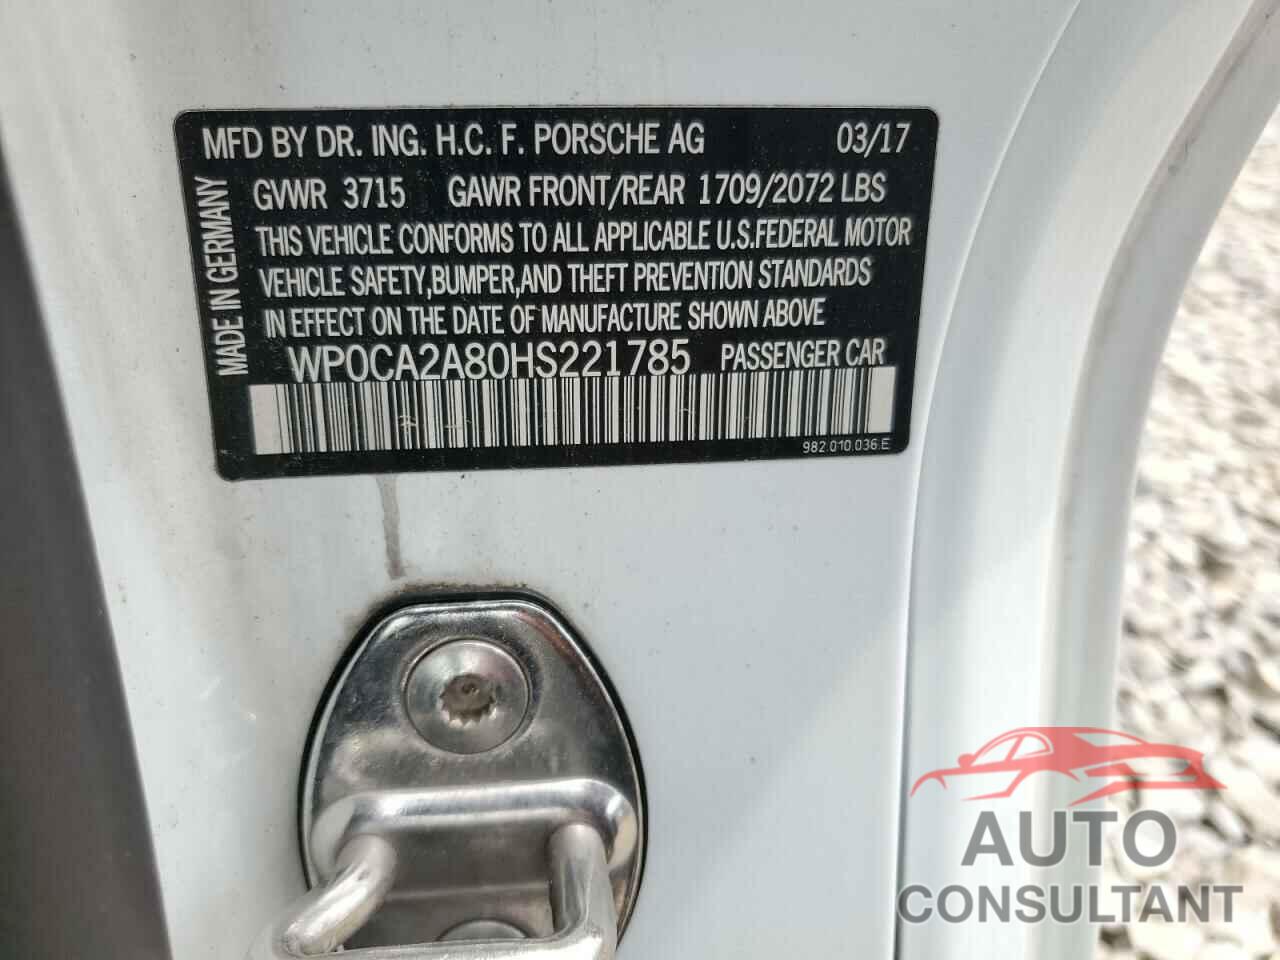 MFD BY DR. ING. H.C. F. PORSCHE AG 03/17
GVWR 3715 GAWR FRONT/REAR 1709/2072 LBS
THIS VEHICLE CONFORMS TO ALL APPLICABLE U.S.FEDERAL MOTOR
VEHICLE SAFETY,BUMPER,AND THEFT PREVENTION STANDARDS
IN EFFECT ON THE DATE OF MANUFACTURE SHOWN ABOVE
WP0CA2A80HS221785 PASSENGER CAR
982.010.036.E
MADE IN GERMANY
AUTO
CONSULTANT